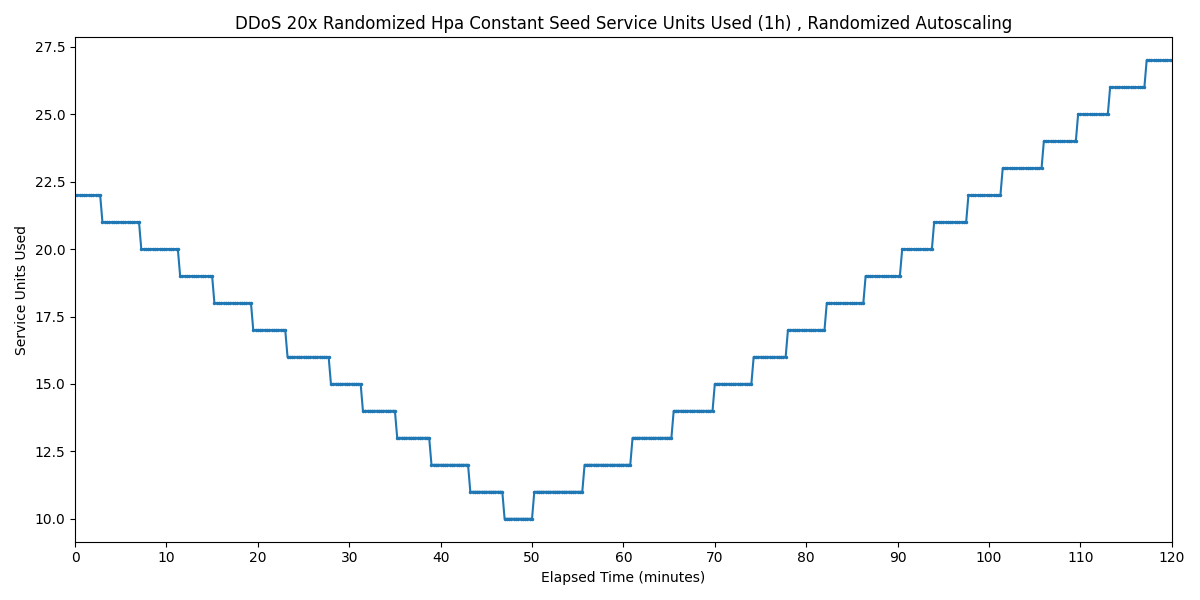 DDoS 20x Randomized Hpa Constant Seed Service Units Used (1h) , Randomized Autoscaling
27.5
25.0
22.5
20.0
17.5
15.0
12.5
10.0
Service Units Used
0 10 20 30 40 50 60 70 80 90 100 110 120
Elapsed Time (minutes)